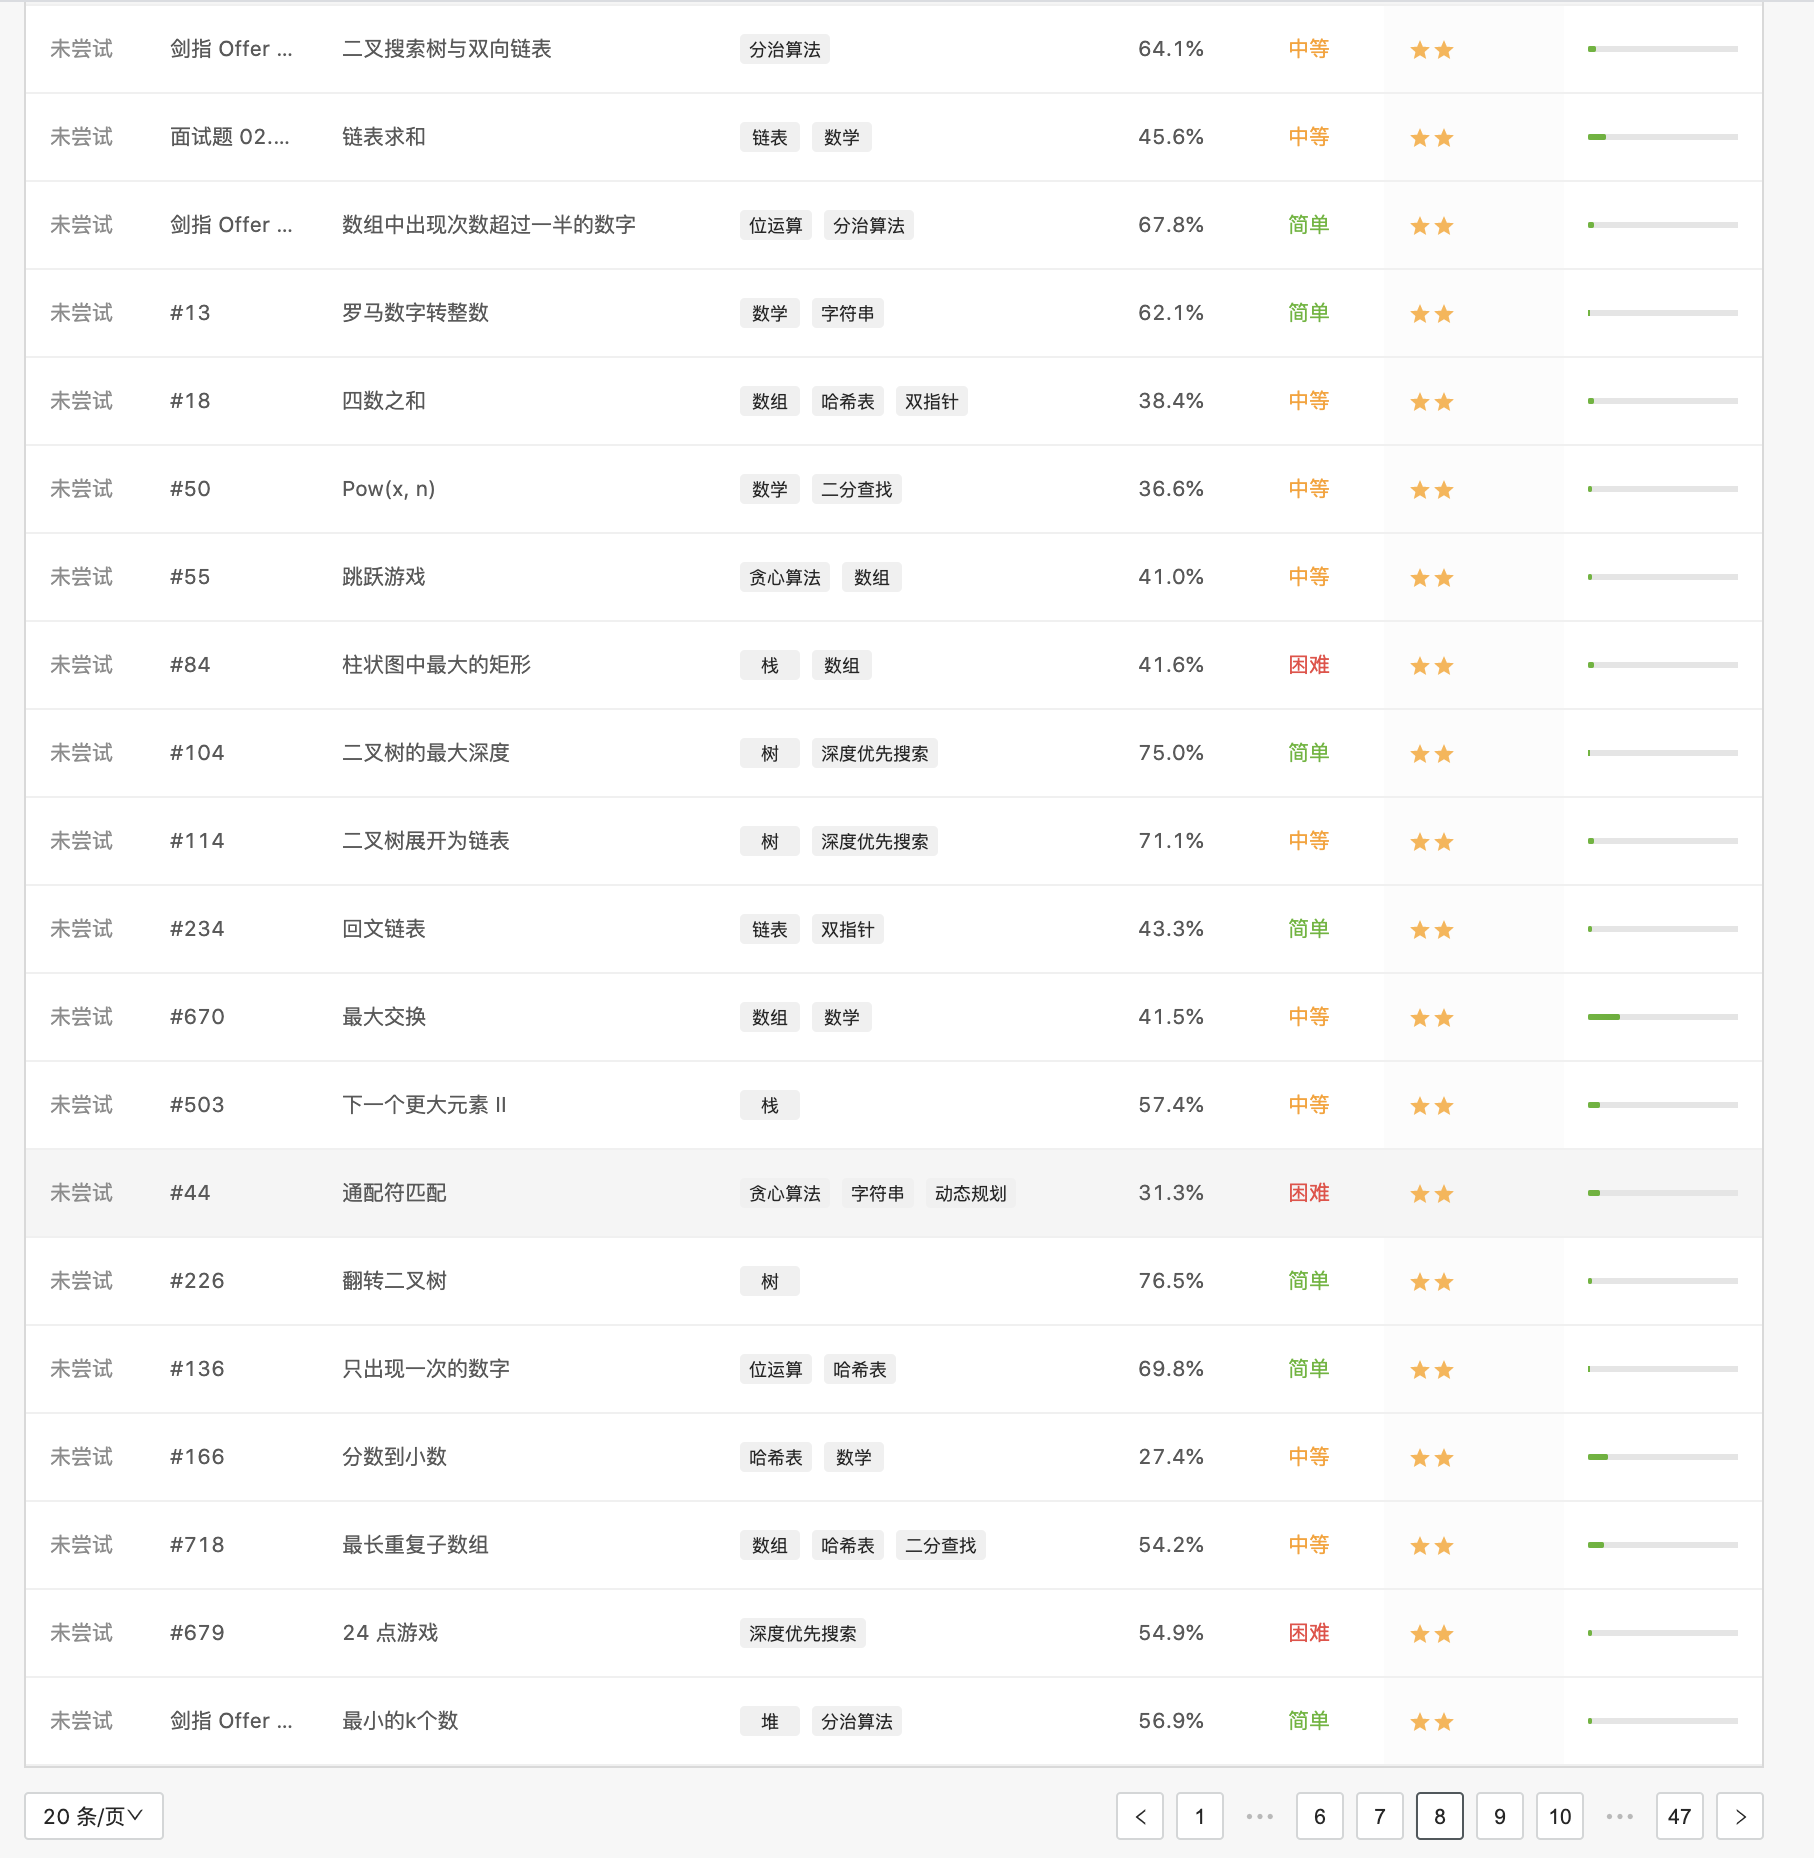 未尝试 剑指 Offer ... 二叉搜索树与双向链表 分治算法 64.1% 中等
未尝试 面试题 02.... 链表求和 链表 数学 45.6% 中等
未尝试 剑指 Offer ... 数组中出现次数超过一半的数字 位运算 分治算法 67.8% 简单
未尝试 #13 罗马数字转整数 数学 字符串 62.1% 简单
未尝试 #18 四数之和 数组 哈希表 双指针 38.4% 中等
未尝试 #50 Pow(x, n) 数学 二分查找 36.6% 中等
未尝试 #55 跳跃游戏 贪心算法 数组 41.0% 中等
未尝试 #84 柱状图中最大的矩形 栈 数组 41.6% 困难
未尝试 #104 二叉树的最大深度 树 深度优先搜索 75.0% 简单
未尝试 #114 二叉树展开为链表 树 深度优先搜索 71.1% 中等
未尝试 #234 回文链表 链表 双指针 43.3% 简单
未尝试 #670 最大交换 数组 数学 41.5% 中等
未尝试 #503 下一个更大元素 II 栈 57.4% 中等
未尝试 #44 通配符匹配 贪心算法 字符串 动态规划 31.3% 困难
未尝试 #226 翻转二叉树 树 76.5% 简单
未尝试 #136 只出现一次的数字 位运算 哈希表 69.8% 简单
未尝试 #166 分数到小数 哈希表 数学 27.4% 中等
未尝试 #718 最长重复子数组 数组 哈希表 二分查找 54.2% 中等
未尝试 #679 24 点游戏 深度优先搜索 54.9% 困难
未尝试 剑指 Offer ... 最小的k个数 堆 分治算法 56.9% 简单
20 条/页 < 1 ••• 6 7 8 9 10 ••• 47 >